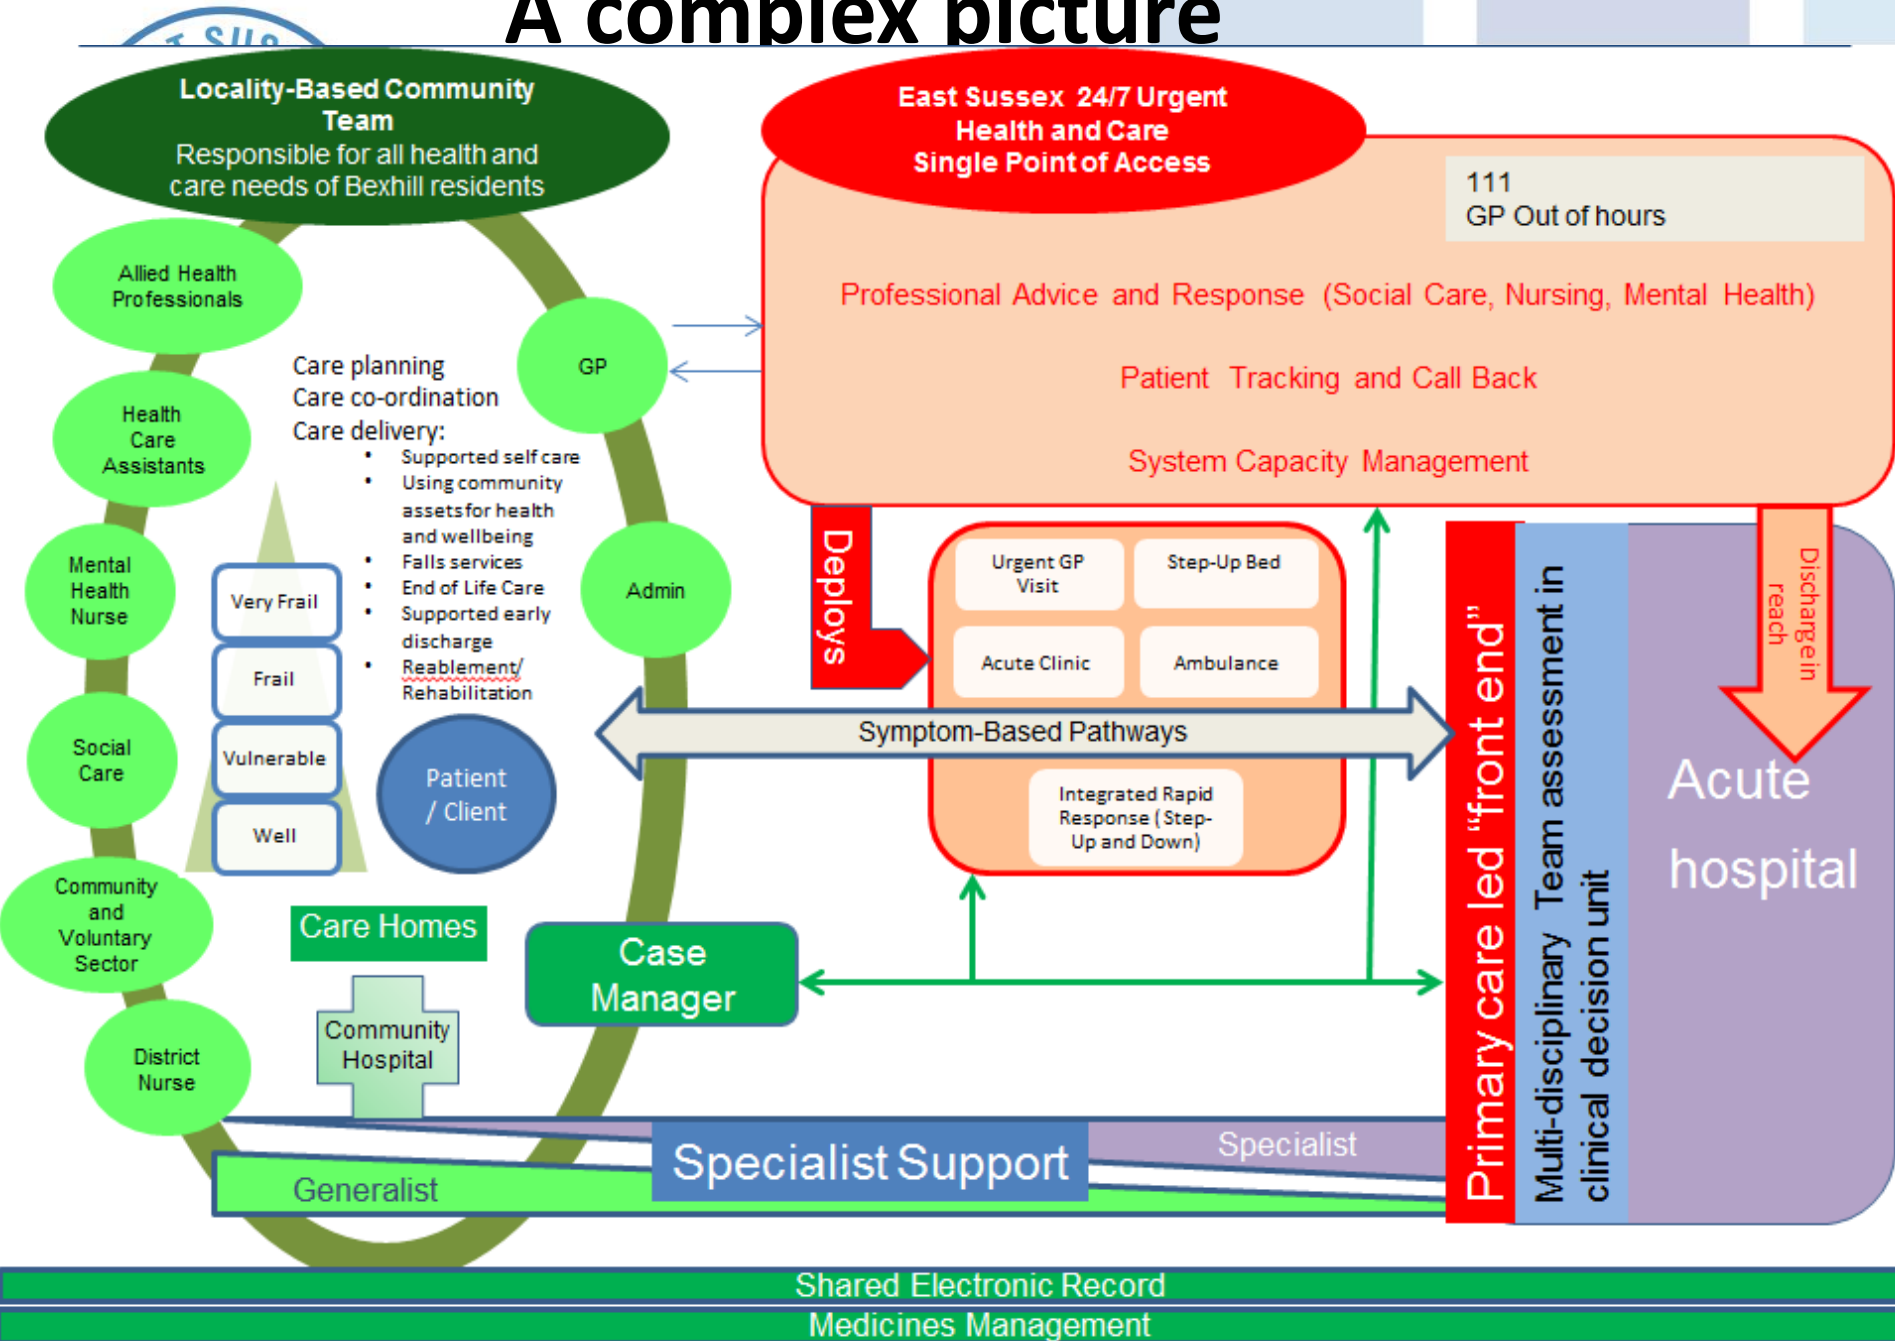 A complex picture
Locality-Based Community
Team
Responsible for all health and
care needs of Bexhill residents
East Sussex 24/7 Urgent
Health and Care
Single Point of Access
111
GP Out of hours
Professional Advice and Response (Social Care, Nursing, Mental Health)
Patient Tracking and Call Back
System Capacity Management
Allied Health
Professionals
Health
Care
Assistants
Mental
Health
Nurse
Social
Care
Community
and
Voluntary
Sector
District
Nurse
GP
Admin
Care planning
Care co-ordination
Care delivery:
• Supported self care
• Using community
assets for health
and wellbeing
• Falls services
• End of Life Care
• Supported early
discharge
• Reablement/
Rehabilitation
Very Frail
Frail
Vulnerable
Well
Patient
/ Client
Care Homes
Community
Hospital
Case
Manager
Deploys
Urgent GP
Visit
Step-Up Bed
Acute Clinic
Ambulance
Symptom-Based Pathways
Integrated Rapid
Response (Step-
Up and Down)
Primary care led “front end”
Multi-disciplinary Team assessment in
clinical decision unit
Discharge in
reach
Acute
hospital
Generalist
Specialist Support
Specialist
Shared Electronic Record
Medicines Management